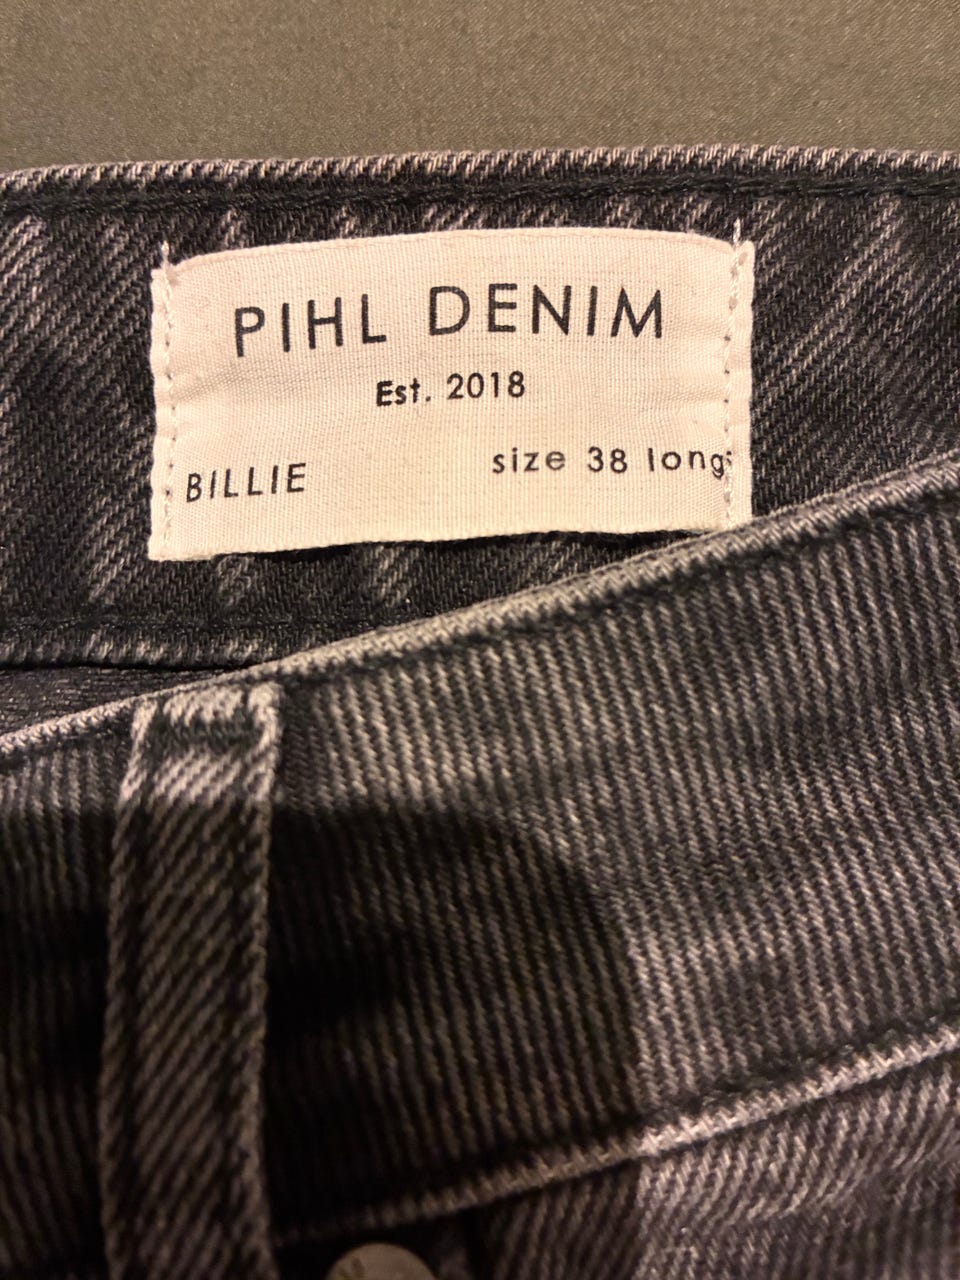 PIHL DENIM
Est. 2018
BILLIE size 38 long